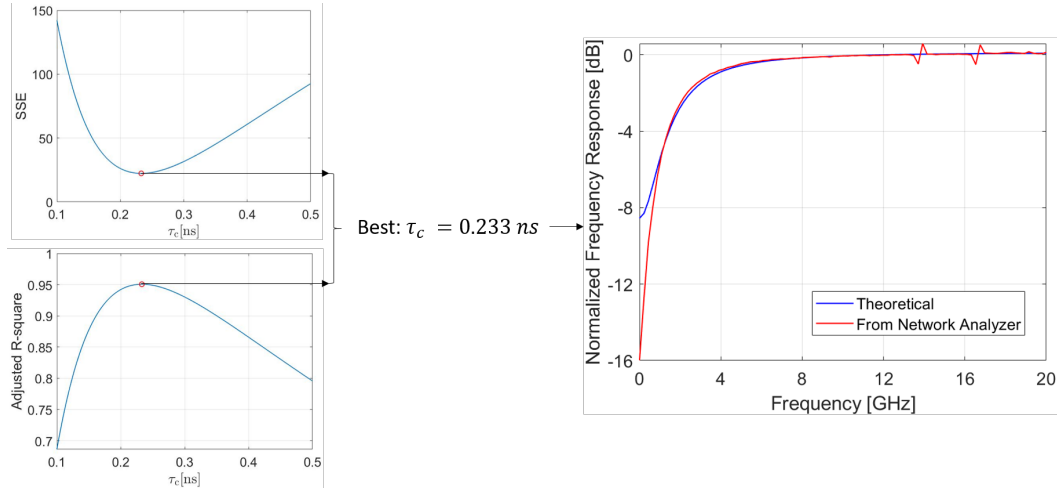 150
100
50
0
SSE
0.1 0.2 0.3 0.4 0.5
τc[ns]
1
0.95
0.9
0.85
0.8
0.75
0.7
Adjusted R-square
0.1 0.2 0.3 0.4 0.5
τc[ns]
Best: τc = 0.233 ns
Normalized Frequency Response [dB]
0
-4
-8
-12
-16
Theoretical
From Network Analyzer
0 4 8 12 16 20
Frequency [GHz]